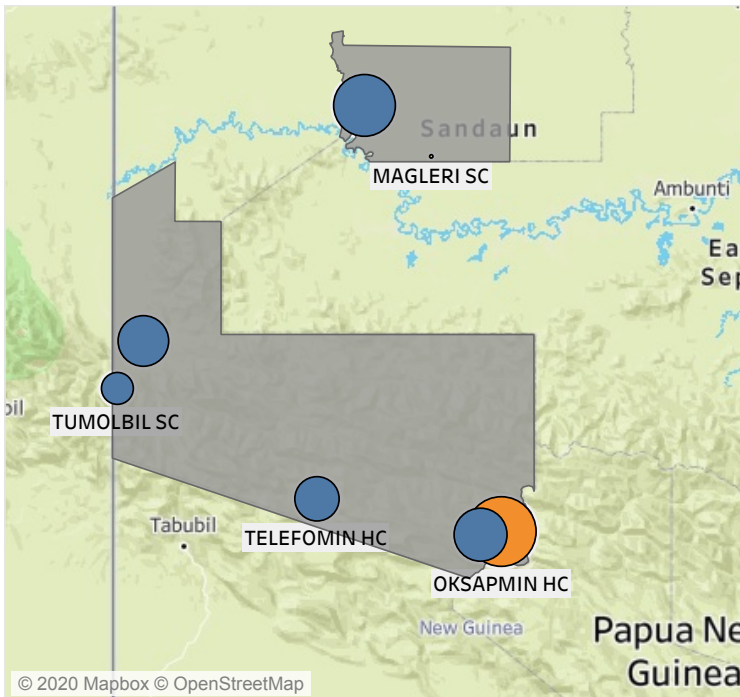 Sandaun
MAGLERI SC
Ambunti
Ea
Sep
TUMOLBIL SC
oil
Tabubil
TELEFOMIN HC
OKSAPMIN HC
New Guinea
Papua Ne
Guinea
© 2020 Mapbox © OpenStreetMap